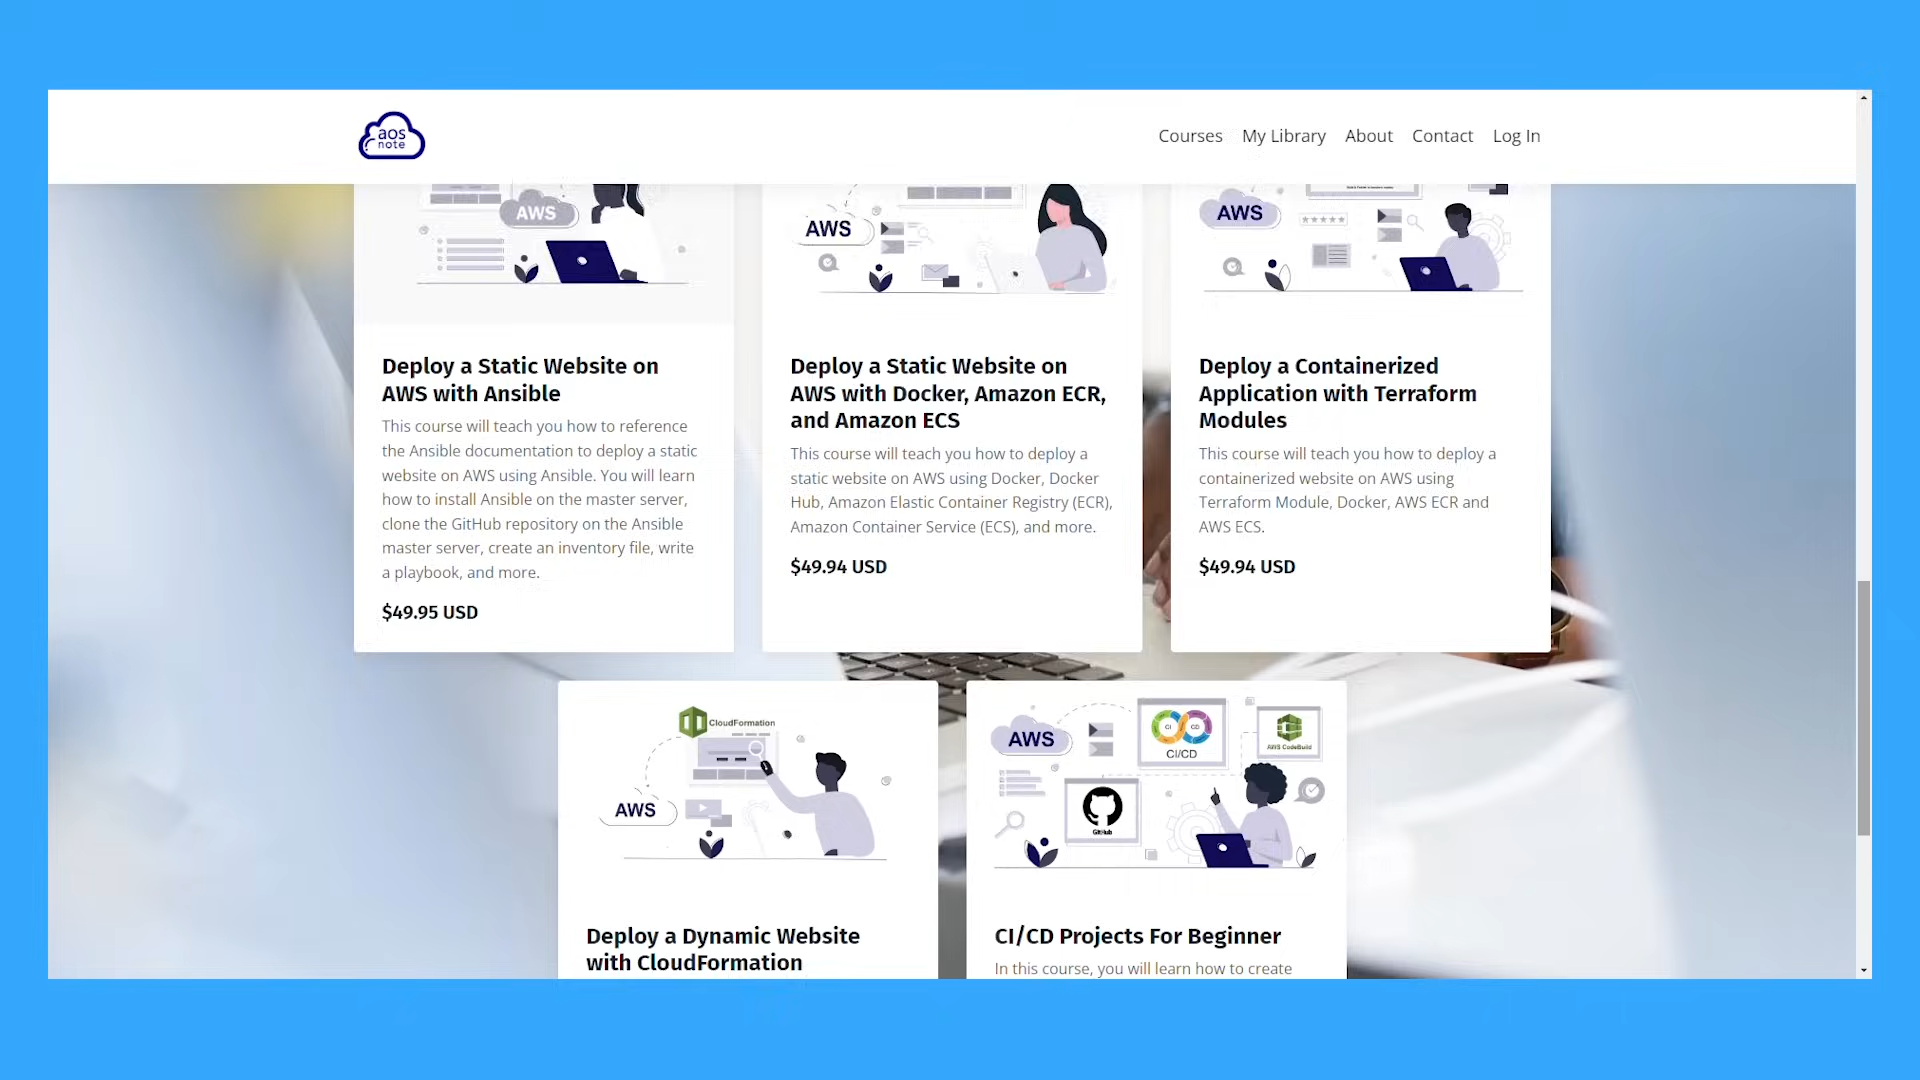 aos
note
Courses My Library About Contact Log In
AWS
AWS
AWS
Deploy a Static Website on
AWS with Ansible
This course will teach you how to reference
the Ansible documentation to deploy a static
website on AWS using Ansible. You will learn
how to install Ansible on the master server,
clone the GitHub repository on the Ansible
master server, create an inventory file, write
a playbook, and more.
$49.95 USD
Deploy a Static Website on
AWS with Docker, Amazon ECR,
and Amazon ECS
This course will teach you how to deploy a
static website on AWS using Docker, Docker
Hub, Amazon Elastic Container Registry (ECR),
Amazon Container Service (ECS), and more.
$49.94 USD
Deploy a Containerized
Application with Terraform
Modules
This course will teach you how to deploy a
containerized website on AWS using
Terraform Module, Docker, AWS ECR and
AWS ECS.
$49.94 USD
CloudFormation
AWS
Deploy a Dynamic Website
with CloudFormation
AWS
CI CD
CI/CD
AWS CodeBuild
GitHub
CI/CD Projects For Beginner
In this course, you will learn how to create